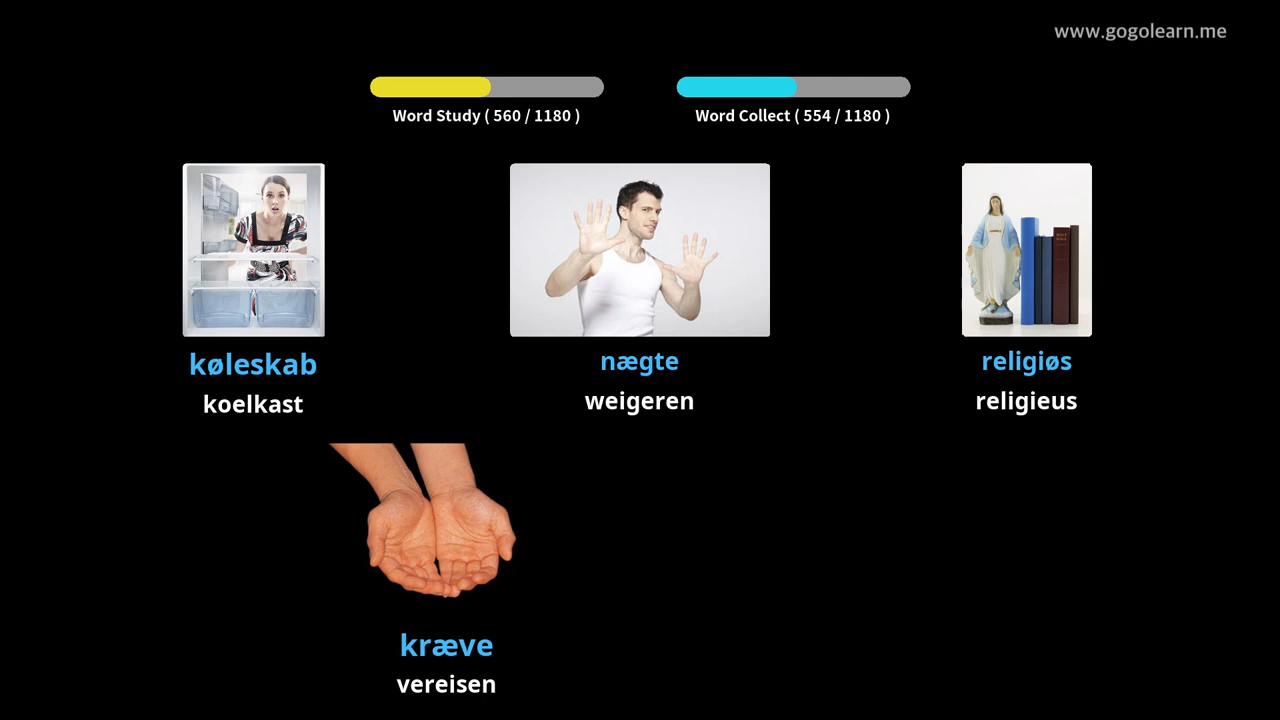 www.gogolearn.me
Word Study ( 560 / 1180 )
Word Collect ( 554 / 1180 )
køleskab
koelkast
nægte
weigeren
religiøs
religieus
kræve
vereisen